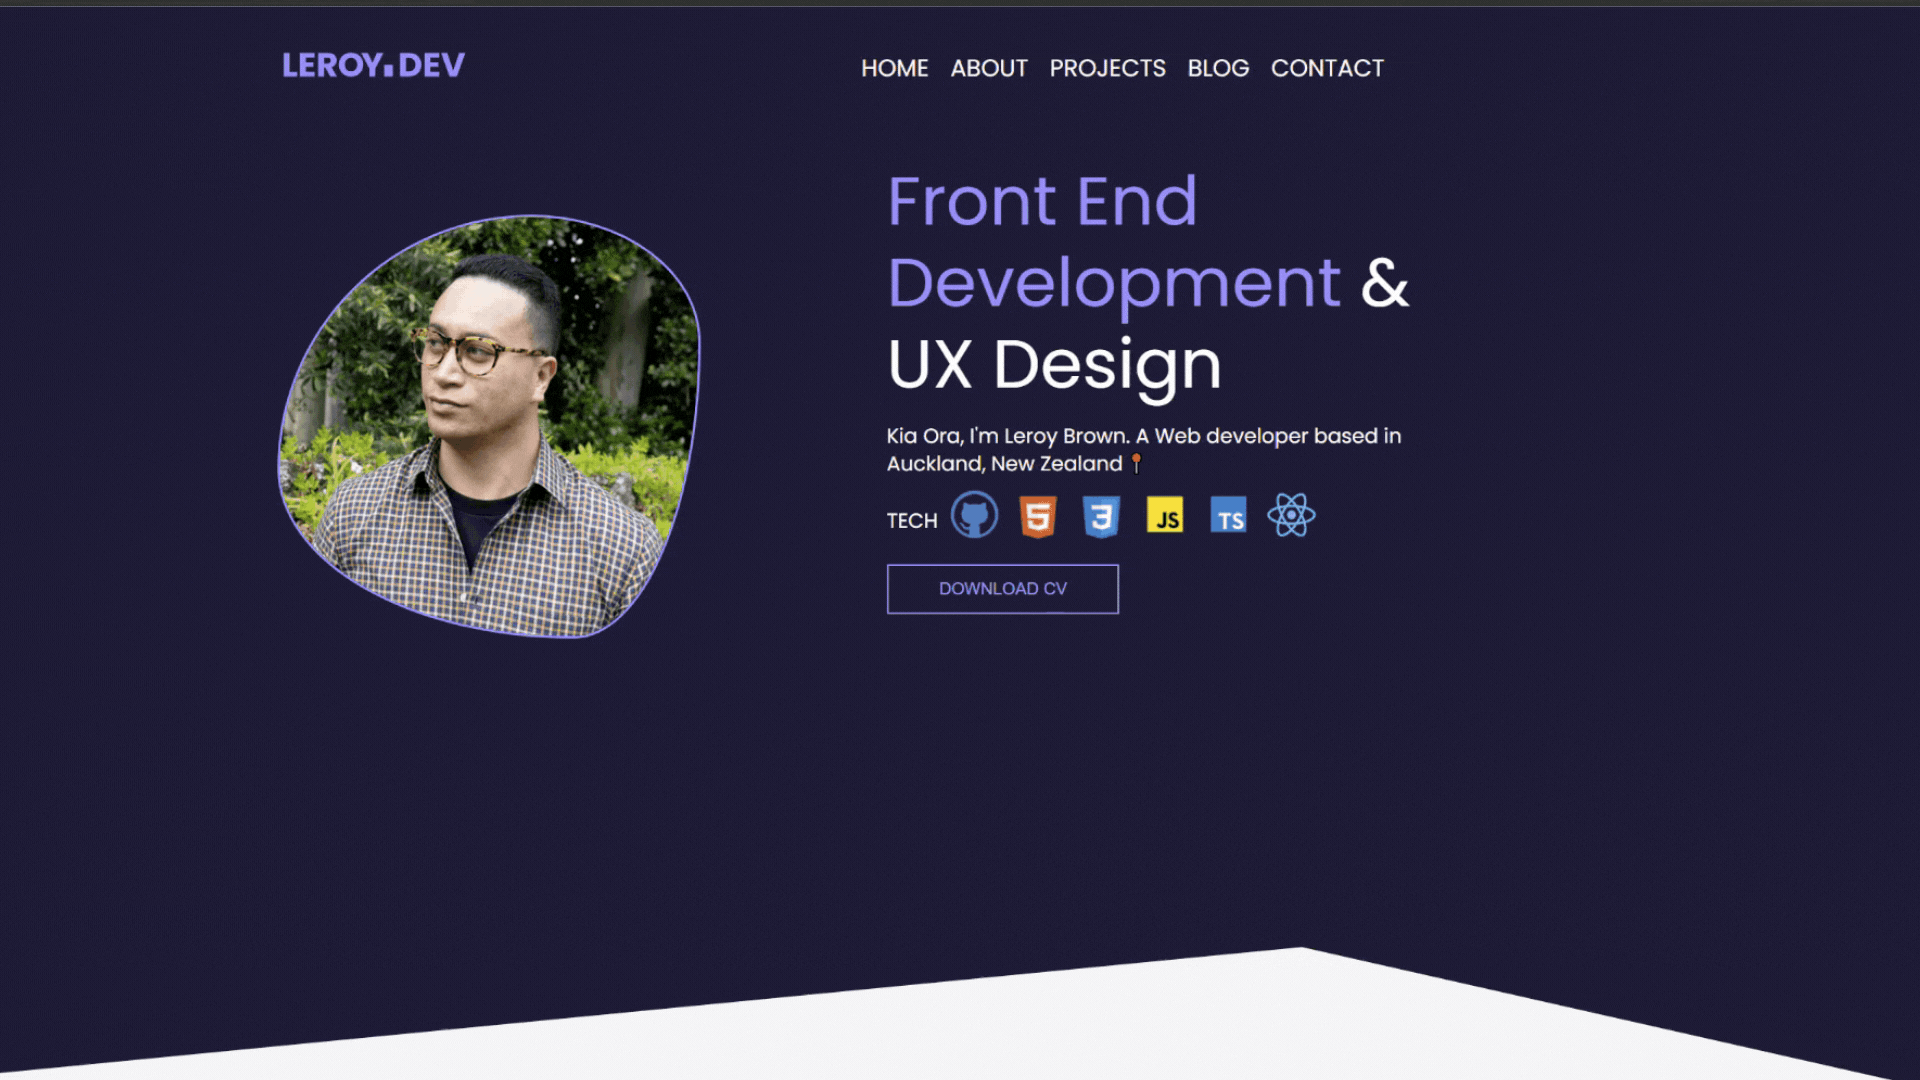 LEROY.DEV
HOME ABOUT PROJECTS BLOG CONTACT
Front End
Development &
UX Design
Kia Ora, I'm Leroy Brown. A Web developer based in
Auckland, New Zealand
TECH 5 3 JS TS
DOWNLOAD CV